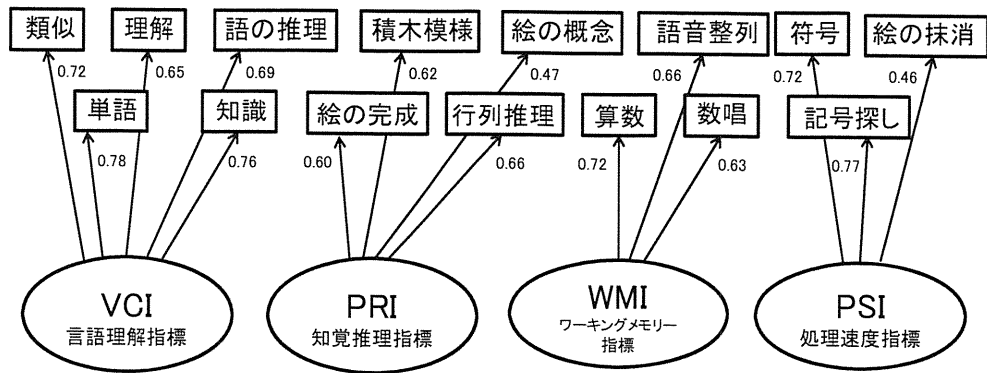 類似
理解
語の推理
積木模様
絵の概念
語音整列
符号
絵の抹消
0.72
0.65
0.69
0.62
0.47
0.66
0.72
0.46
単語
知識
絵の完成
行列推理
算数
数唱
記号探し
0.78
0.76
0.60
0.66
0.72
0.63
0.77
VCI
言語理解指標
PRI
知覚推理指標
WMI
ワーキングメモリー
指標
PSI
処理速度指標